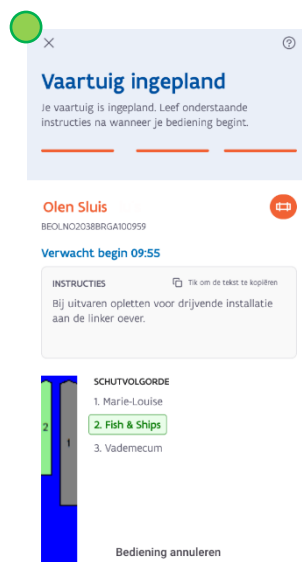 Vaartuig ingepland
Je vaartuig is ingepland. Leef onderstaande
instructies na wanneer je bediening begint.
Olen Sluis
BEOLNO2038BRGA100959
Verwacht begin 09:55
INSTRUCTIES
Tik om de tekst te kopiëren
Bij uitvaren opletten voor drijvende installatie
aan de linker oever.
SCHUTVOLGORDE
1. Marie-Louise
2. Fish & Ships
3. Vademecum
2
1
Bediening annuleren